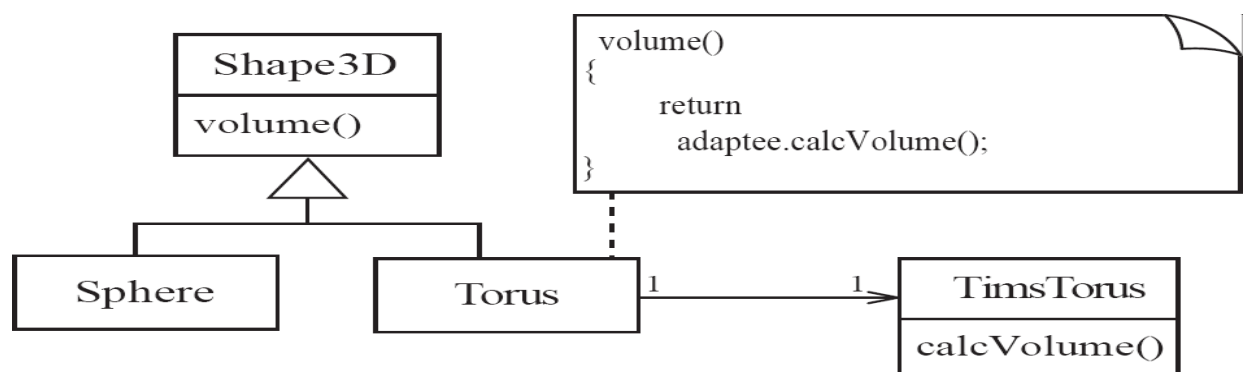 Shape3D
volume()
volume()
{
return
adaptee.calcVolume();
}
Sphere
Torus
1
1
TimsTorus
calcVolume()